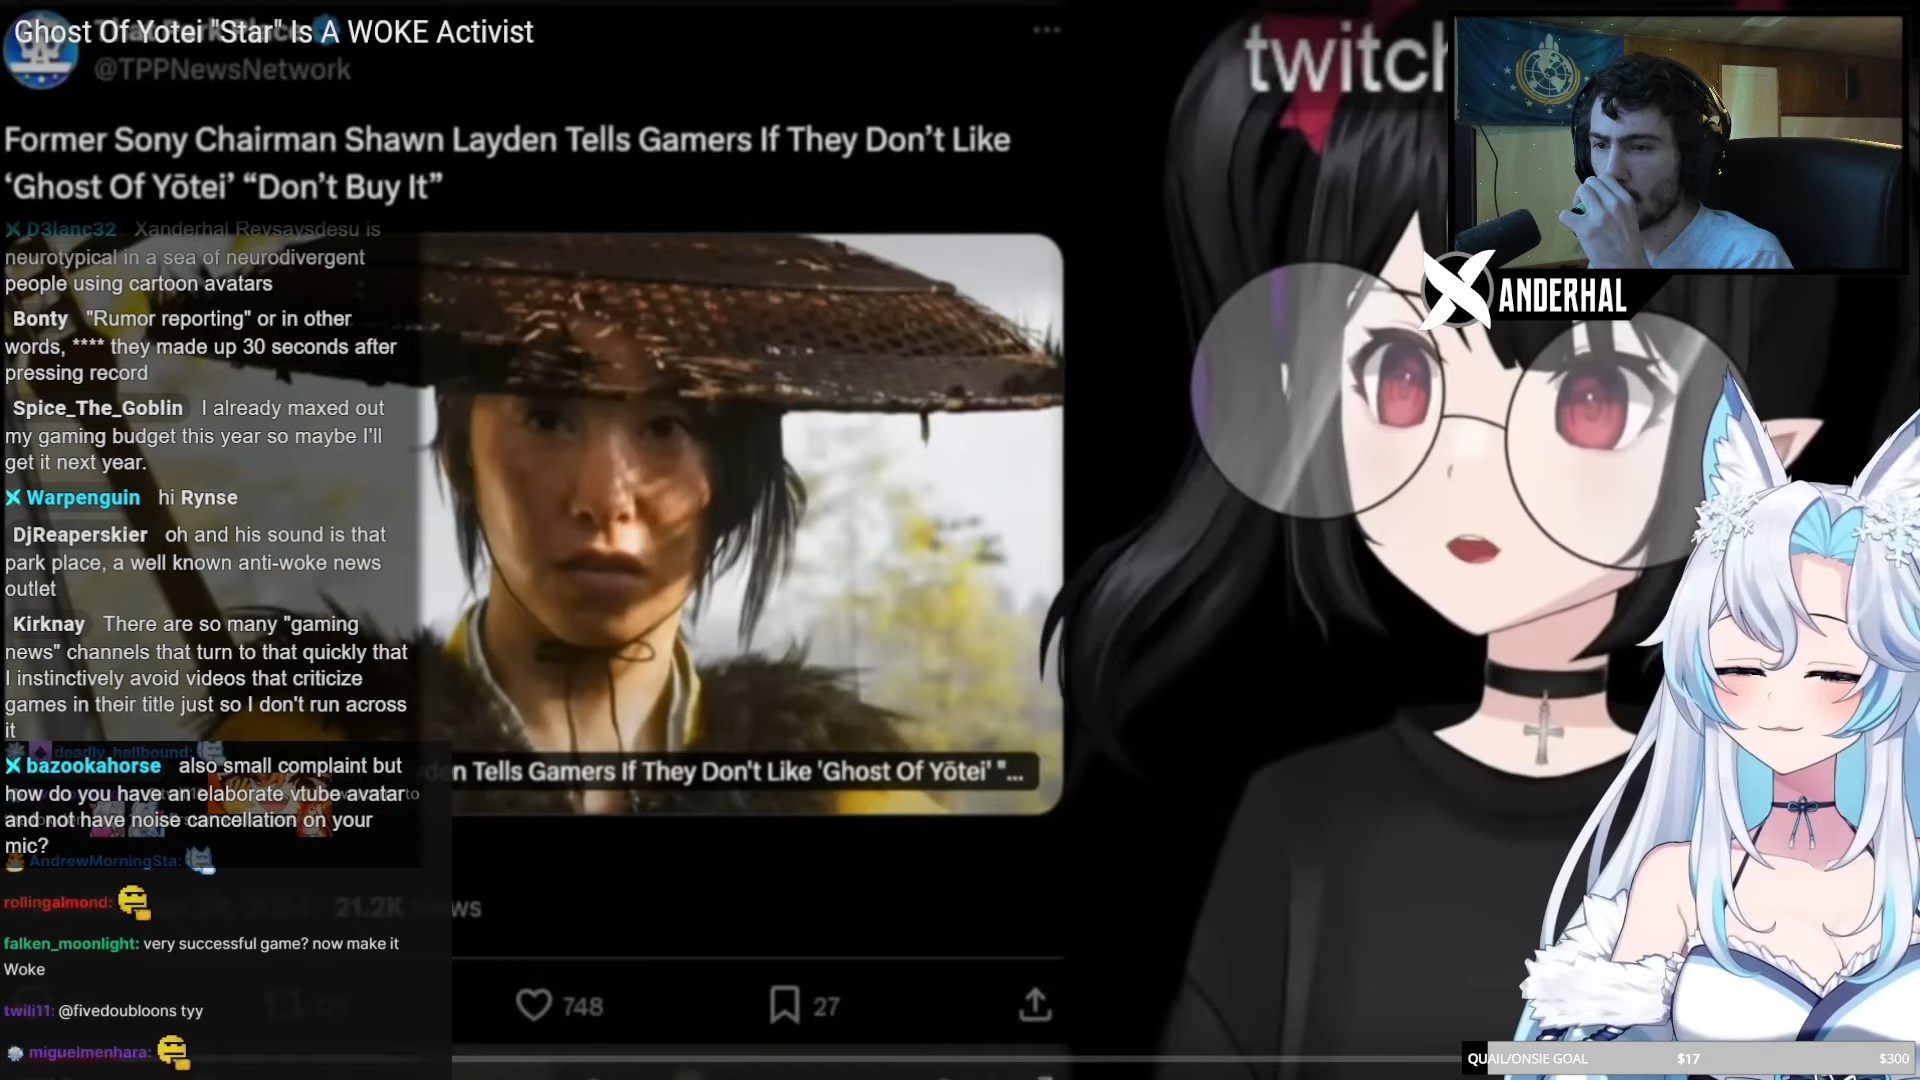 Ghost Of Yotei "Star" Is A WOKE Activist
@TPPNewsNetwork
twitch
Former Sony Chairman Shawn Layden Tells Gamers If They Don’t Like
‘Ghost Of Yōtei’ “Don’t Buy It”
ANDERHAL
D3lanc32 Xanderhal Revsaysdesu is
neurotypical in a sea of neurodivergent
people using cartoon avatars
Bonty "Rumor reporting" or in other
words, **** they made up 30 seconds after
pressing record
Spice_The_Goblin I already maxed out
my gaming budget this year so maybe I'll
get it next year.
Warpenguin hi Rynse
DjReaperskier oh and his sound is that
park place, a well known anti-woke news
outlet
Kirknay There are so many "gaming
news" channels that turn to that quickly that
I instinctively avoid videos that criticize
games in their title just so I don't run across
it
deadly_hellbound:
bazookahorse also small complaint but
how do you have an elaborate vtube avatar
and not have noise cancellation on your
mic?
n Tells Gamers If They Don't Like 'Ghost Of Yōtei' "...
AndrewMorningSta:
rollingalmond:
21.2K
falken_moonlight: very successful game? now make it
Woke
twili11: @fivedoubloons tyy
748
27
miguelmenhara:
QUAIL/ONSIE GOAL $17 $300